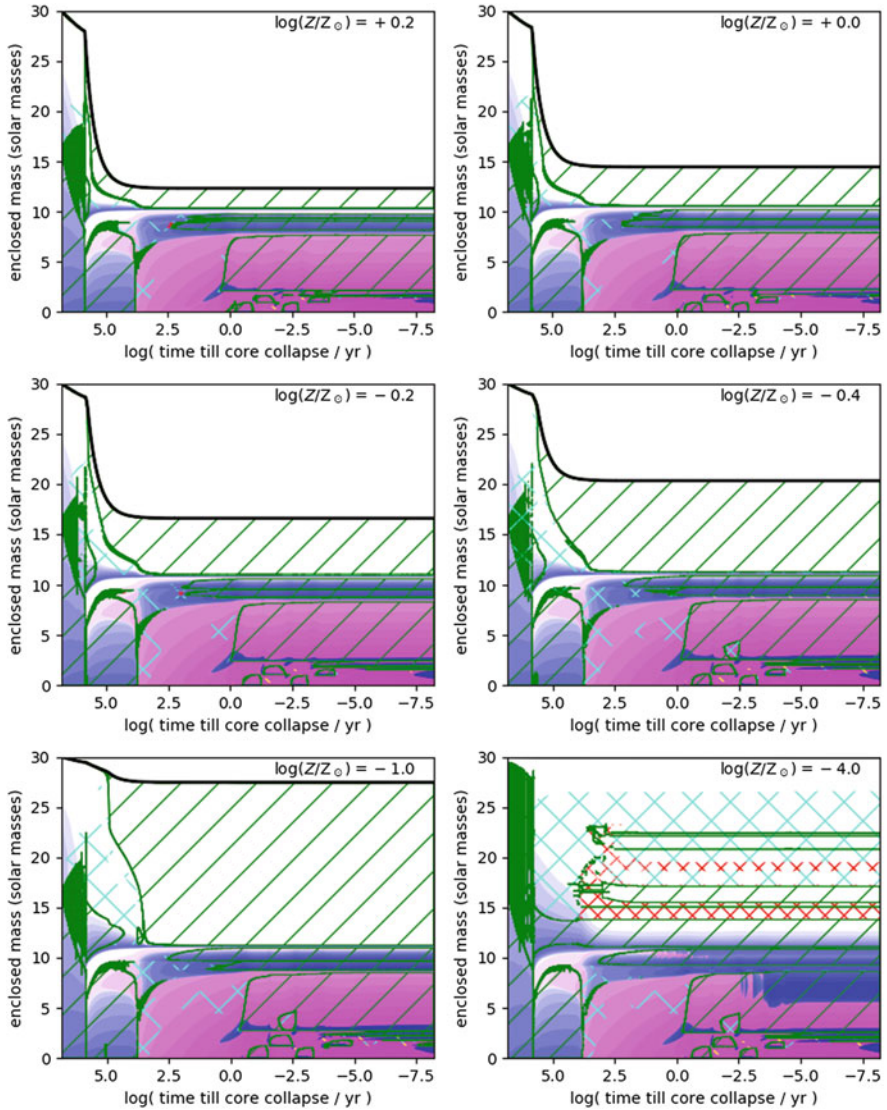 log(Z/Z⊙) = + 0.2
30
25
20
15
10
5
0
enclosed mass (solar masses)
5.0 2.5 0.0 −2.5 −5.0 −7.5
log( time till core collapse / yr )
log(Z/Z⊙) = + 0.0
30
25
20
15
10
5
0
enclosed mass (solar masses)
5.0 2.5 0.0 −2.5 −5.0 −7.5
log( time till core collapse / yr )
log(Z/Z⊙) = − 0.2
30
25
20
15
10
5
0
enclosed mass (solar masses)
5.0 2.5 0.0 −2.5 −5.0 −7.5
log( time till core collapse / yr )
log(Z/Z⊙) = − 0.4
30
25
20
15
10
5
0
enclosed mass (solar masses)
5.0 2.5 0.0 −2.5 −5.0 −7.5
log( time till core collapse / yr )
log(Z/Z⊙) = − 1.0
30
25
20
15
10
5
0
enclosed mass (solar masses)
5.0 2.5 0.0 −2.5 −5.0 −7.5
log( time till core collapse / yr )
log(Z/Z⊙) = − 4.0
30
25
20
15
10
5
0
enclosed mass (solar masses)
5.0 2.5 0.0 −2.5 −5.0 −7.5
log( time till core collapse / yr )